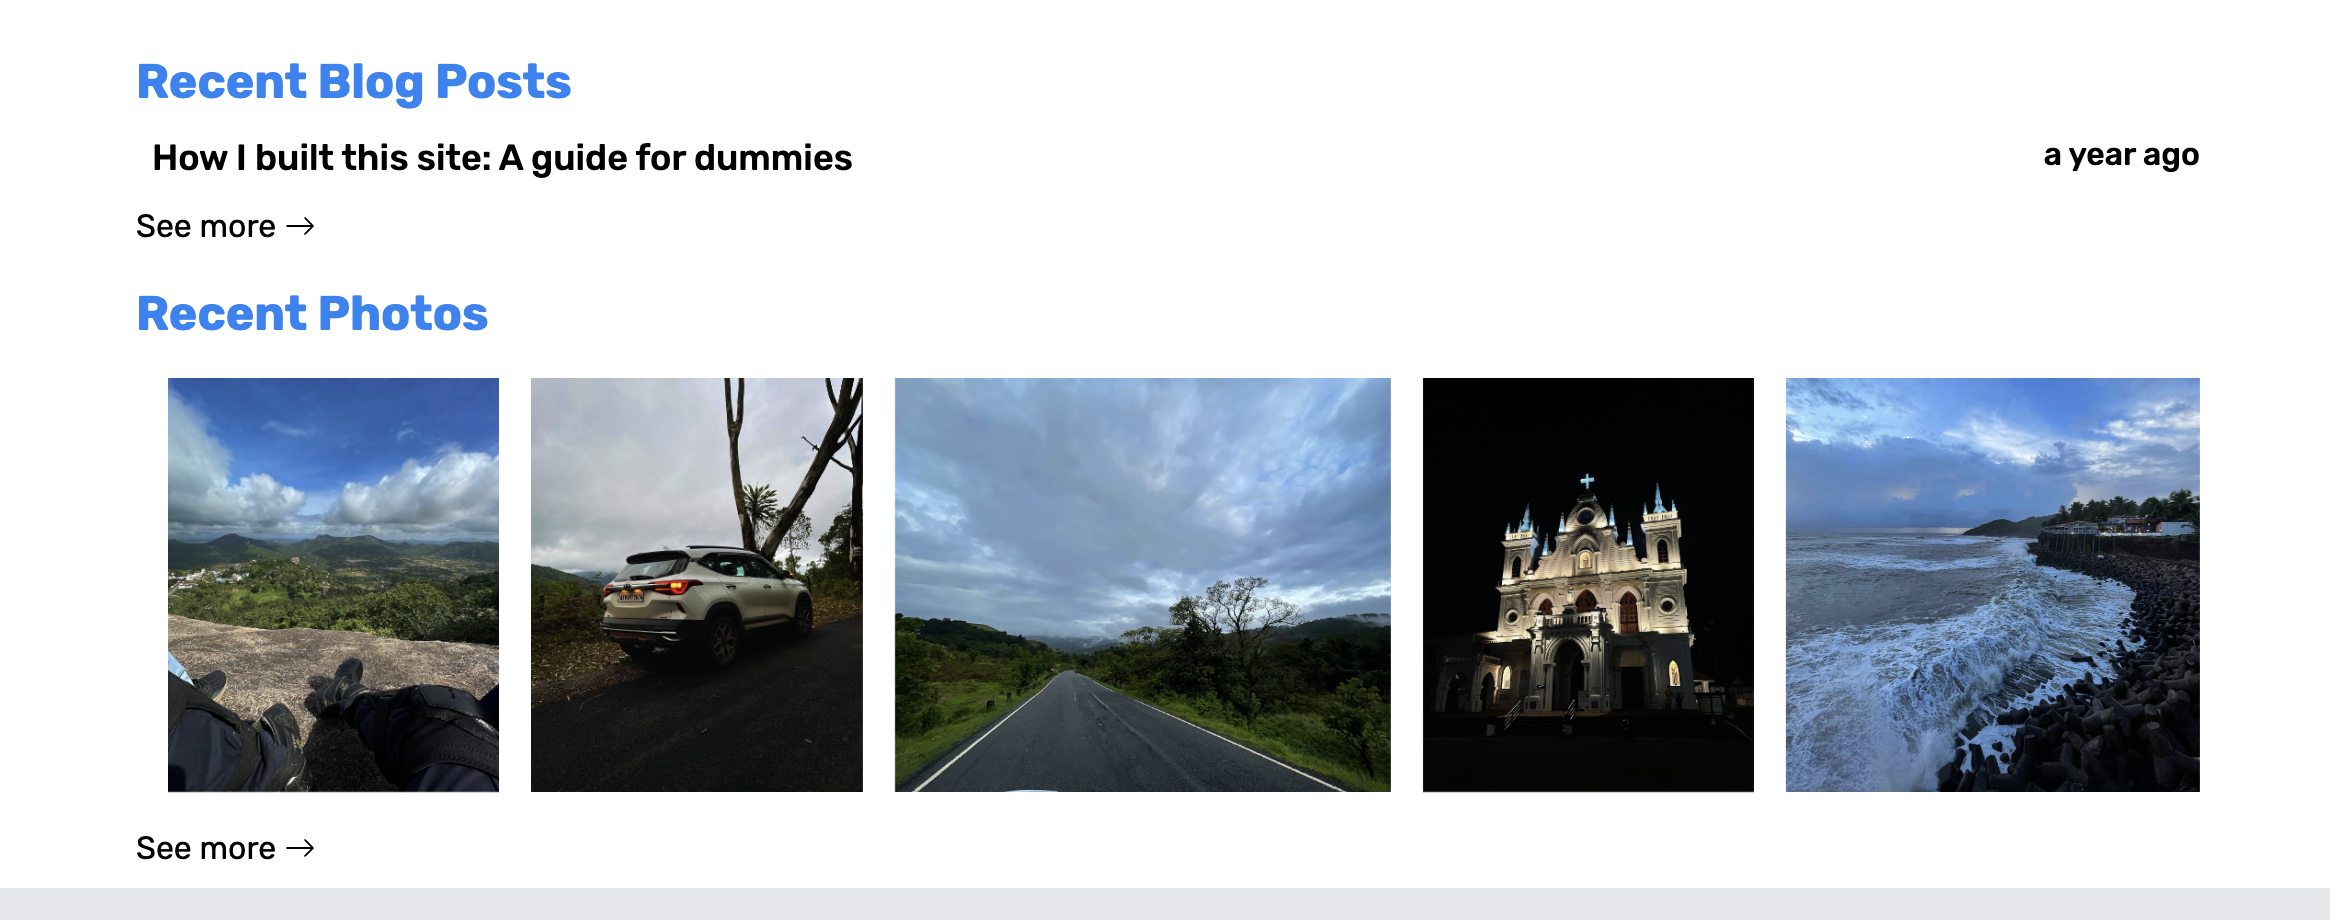 Recent Blog Posts
How I built this site: A guide for dummies
a year ago
See more →
Recent Photos
See more →